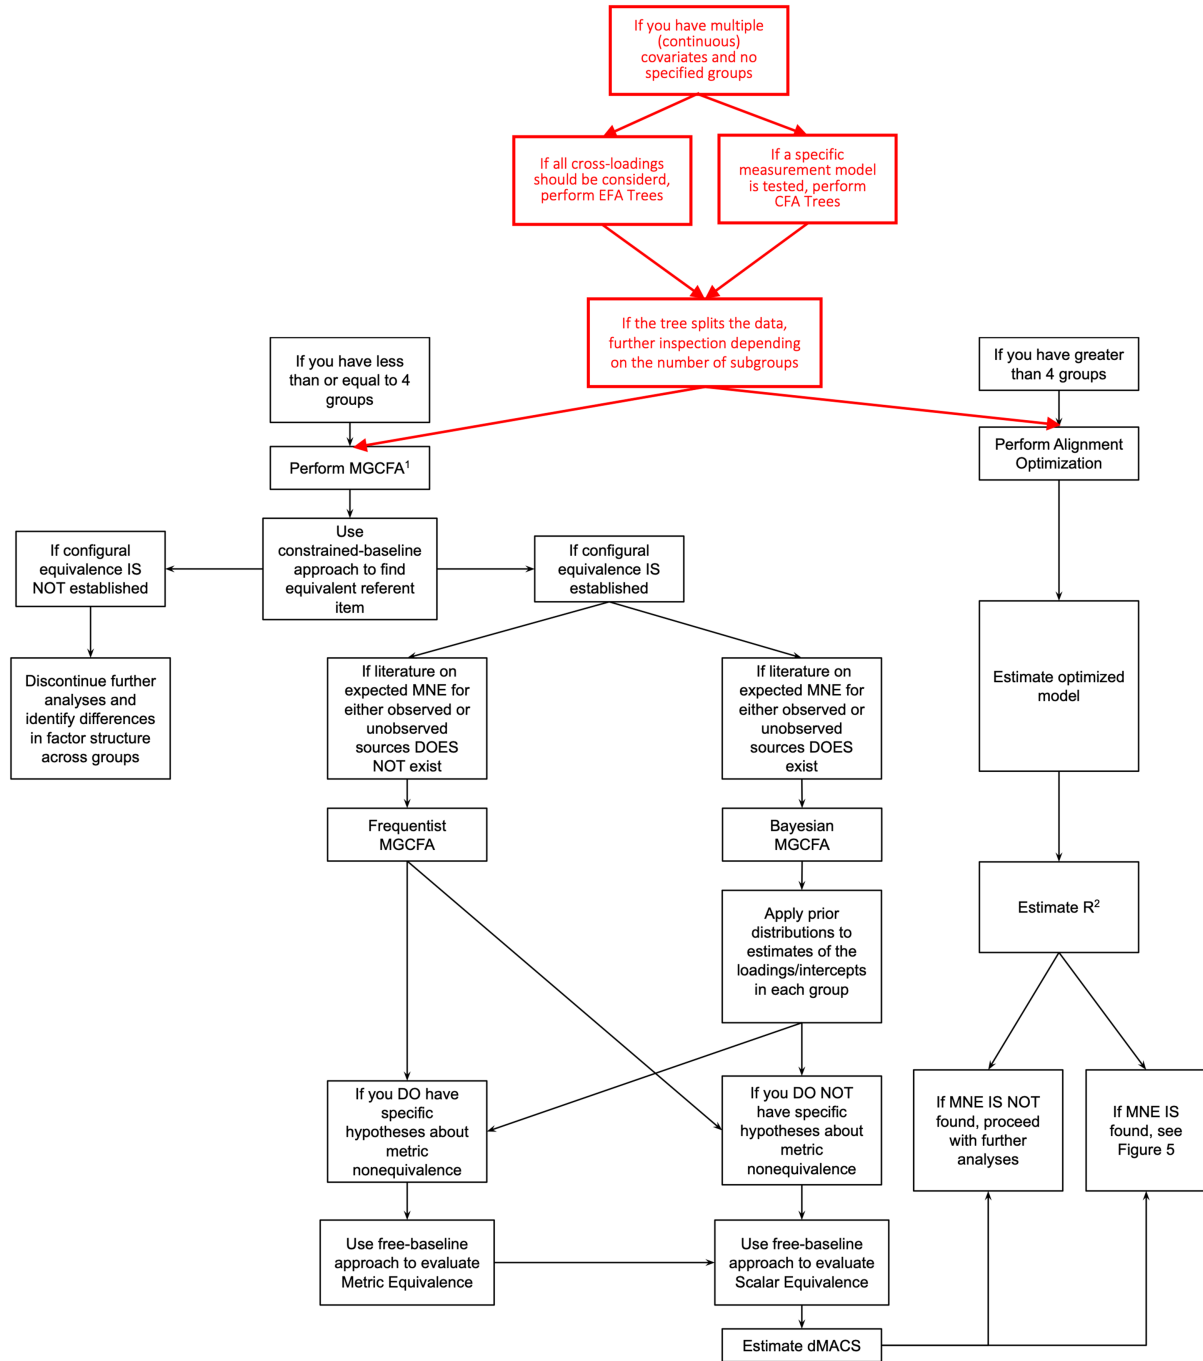 If you have multiple
(continuous)
covariates and no
specified groups
If all cross-loadings
should be considerd,
perform EFA Trees
If a specific
measurement model
is tested, perform
CFA Trees
If the tree splits the data,
further inspection depending
on the number of subgroups
If you have less
than or equal to 4
groups
If you have greater
than 4 groups
Perform MGCFA¹
Perform Alignment
Optimization
Use
constrained-baseline
approach to find
equivalent referent
item
If configural
equivalence IS
NOT established
If configural
equivalence IS
established
Discontinue further
analyses and
identify differences
in factor structure
across groups
If literature on
expected MNE for
either observed or
unobserved
sources DOES
NOT exist
If literature on
expected MNE for
either observed or
unobserved
sources DOES
exist
Estimate optimized
model
Frequentist
MGCFA
Bayesian
MGCFA
Apply prior
distributions to
estimates of the
loadings/intercepts
in each group
Estimate R²
If you DO have
specific
hypotheses about
metric
nonequivalence
If you DO NOT
have specific
hypotheses about
metric
nonequivalence
If MNE IS NOT
found, proceed
with further
analyses
If MNE IS
found, see
Figure 5
Use free-baseline
approach to evaluate
Metric Equivalence
Use free-baseline
approach to evaluate
Scalar Equivalence
Estimate dMACS